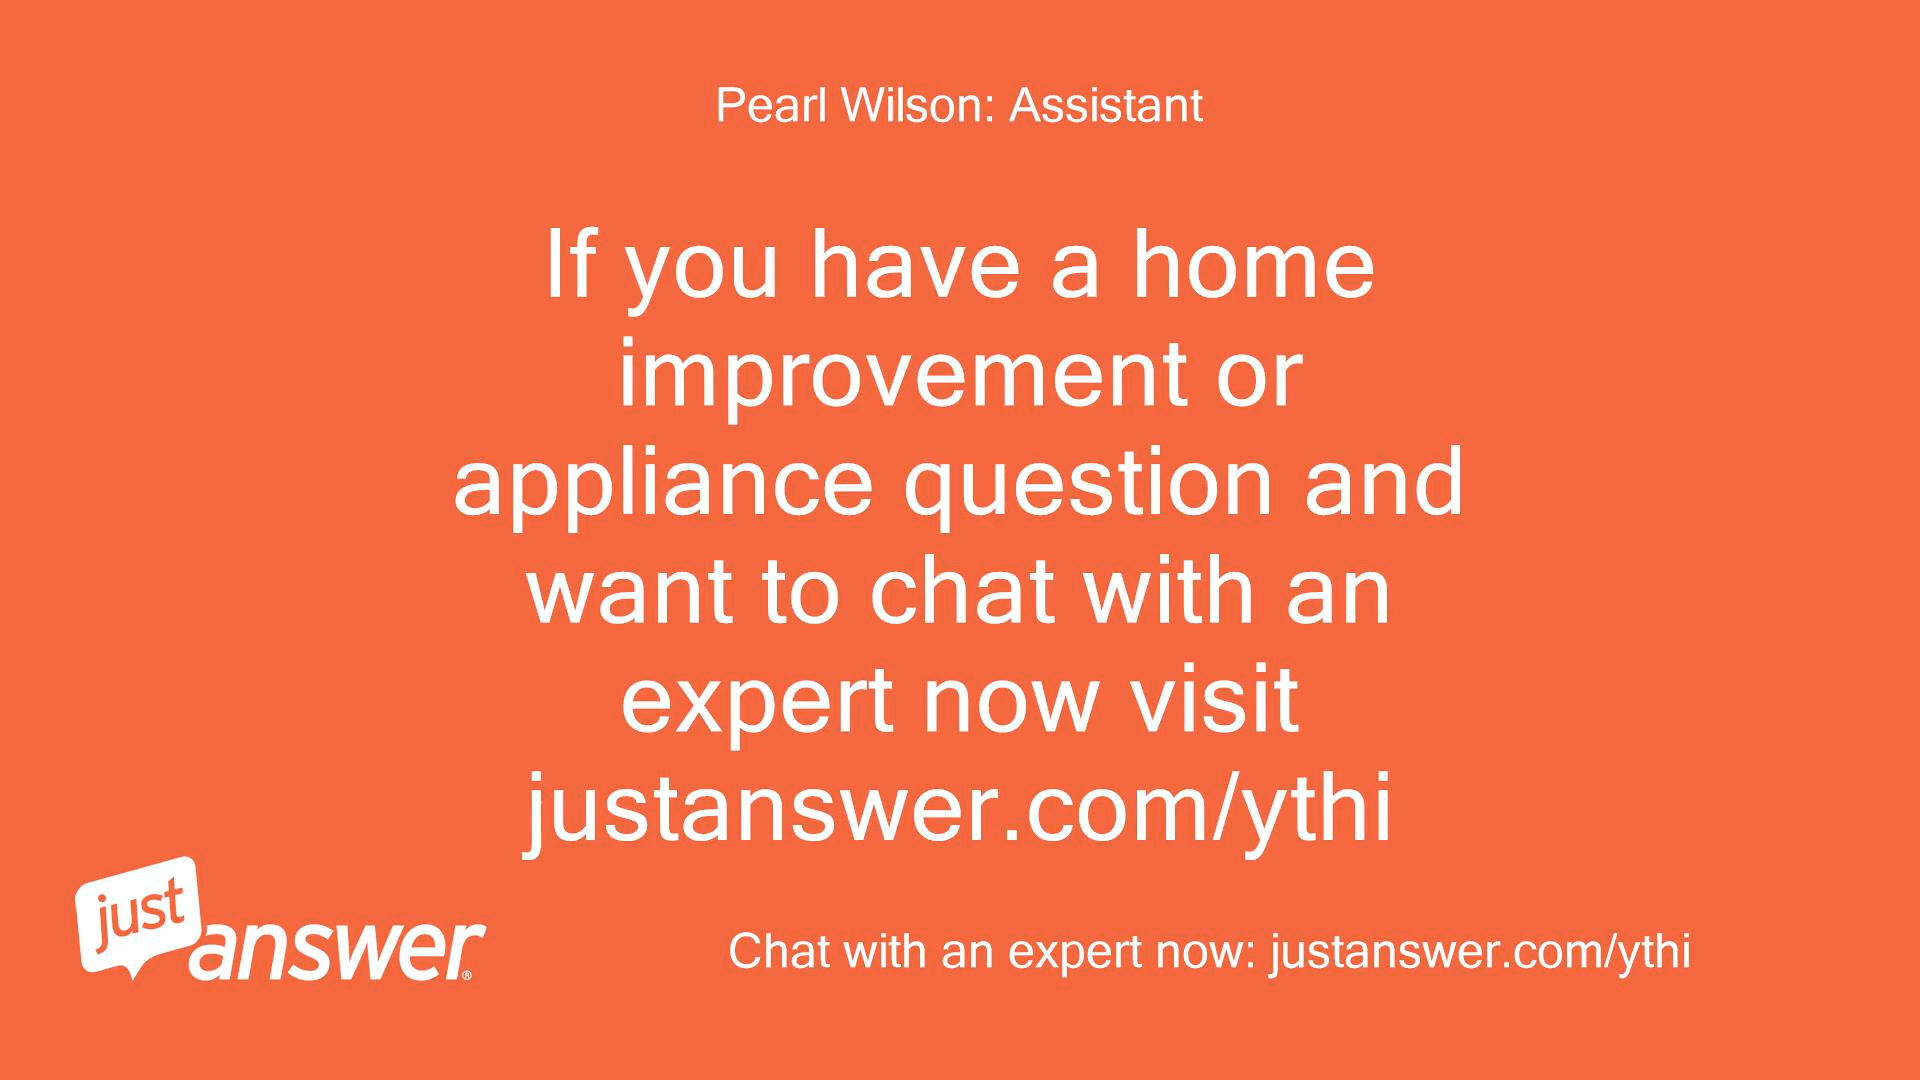 Pearl Wilson: Assistant
If you have a home
improvement or
appliance question and
want to chat with an
expert now visit
justanswer.com/ythi
just
answer®
Chat with an expert now: justanswer.com/ythi